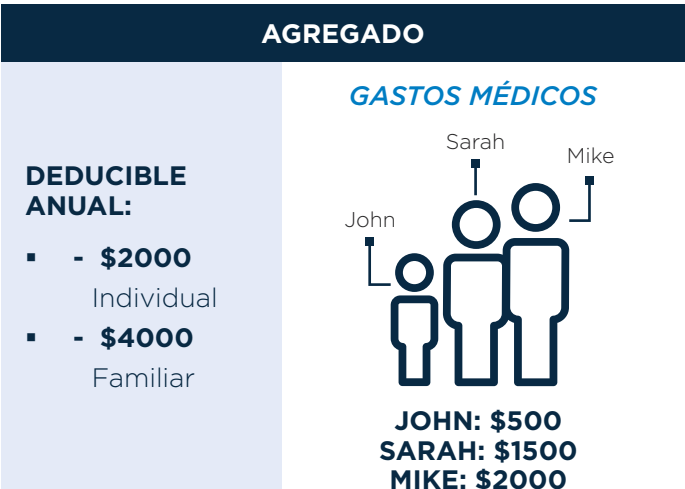 AGREGADO
DEDUCIBLE
ANUAL:
▪ - $2000
Individual
▪ - $4000
Familiar
GASTOS MÉDICOS
Sarah
Mike
John
JOHN: $500
SARAH: $1500
MIKE: $2000